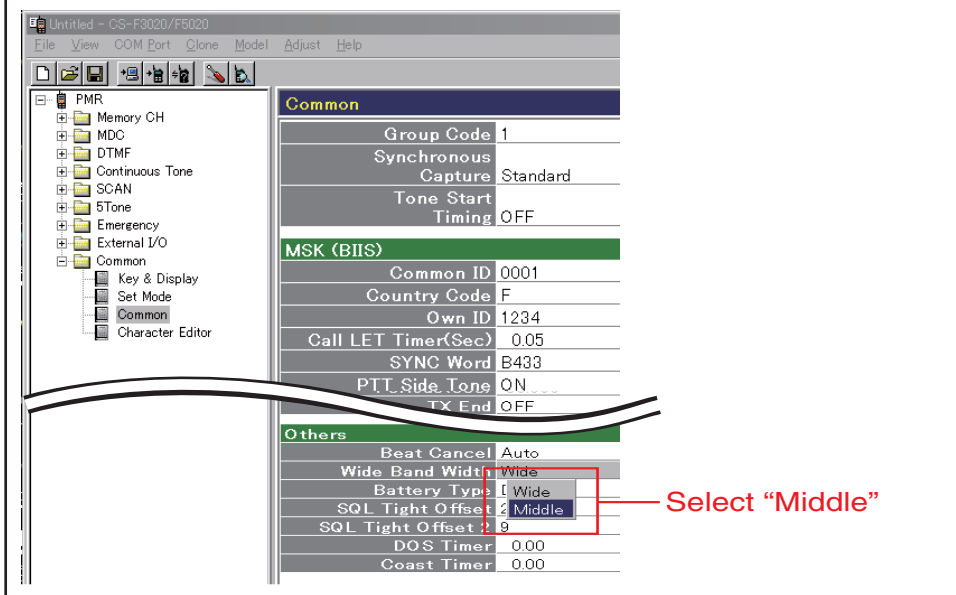 Untitled - CS-F3020/F5020
File View COM Port Clone Model Adjust Help
PMR
Memory CH
MDC
DTMF
Continuous Tone
SCAN
5Tone
Emergency
External I/O
Common
Key & Display
Set Mode
Common
Character Editor
Common
Group Code 1
Synchronous
Capture Standard
Tone Start
Timing OFF
MSK (BIIS)
Common ID 0001
Country Code F
Own ID 1234
Call LET Timer(Sec) 0.05
SYNC Word B433
PTT Side Tone ON
TX End OFF
Others
Beat Cancel Auto
Wide Band Width Wide
Battery Type
Wide
SQL Tight Offset 2
Middle
SQL Tight Offset 2 9
DOS Timer 0.00
Coast Timer 0.00
Select “Middle”